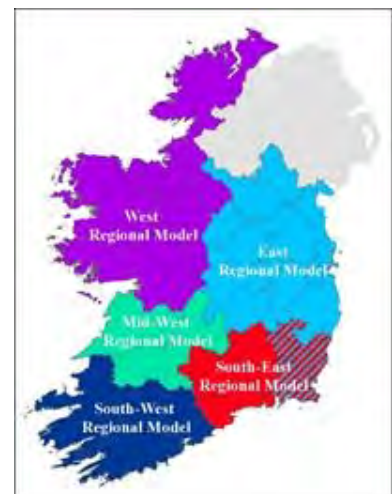 West
Regional Model
East
Regional Model
Mid-West
Regional Model
South-East
Regional Model
South-West
Regional Model